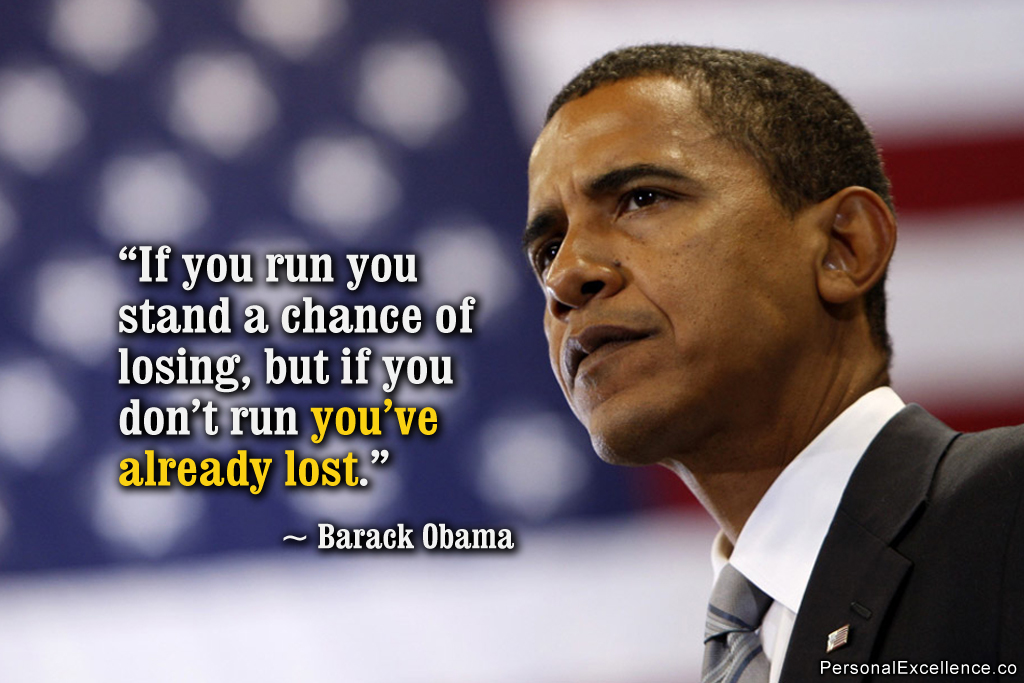 “If you run you
stand a chance of
losing, but if you
don’t run you’ve
already lost.”
~ Barack Obama
PersonalExcellence.co